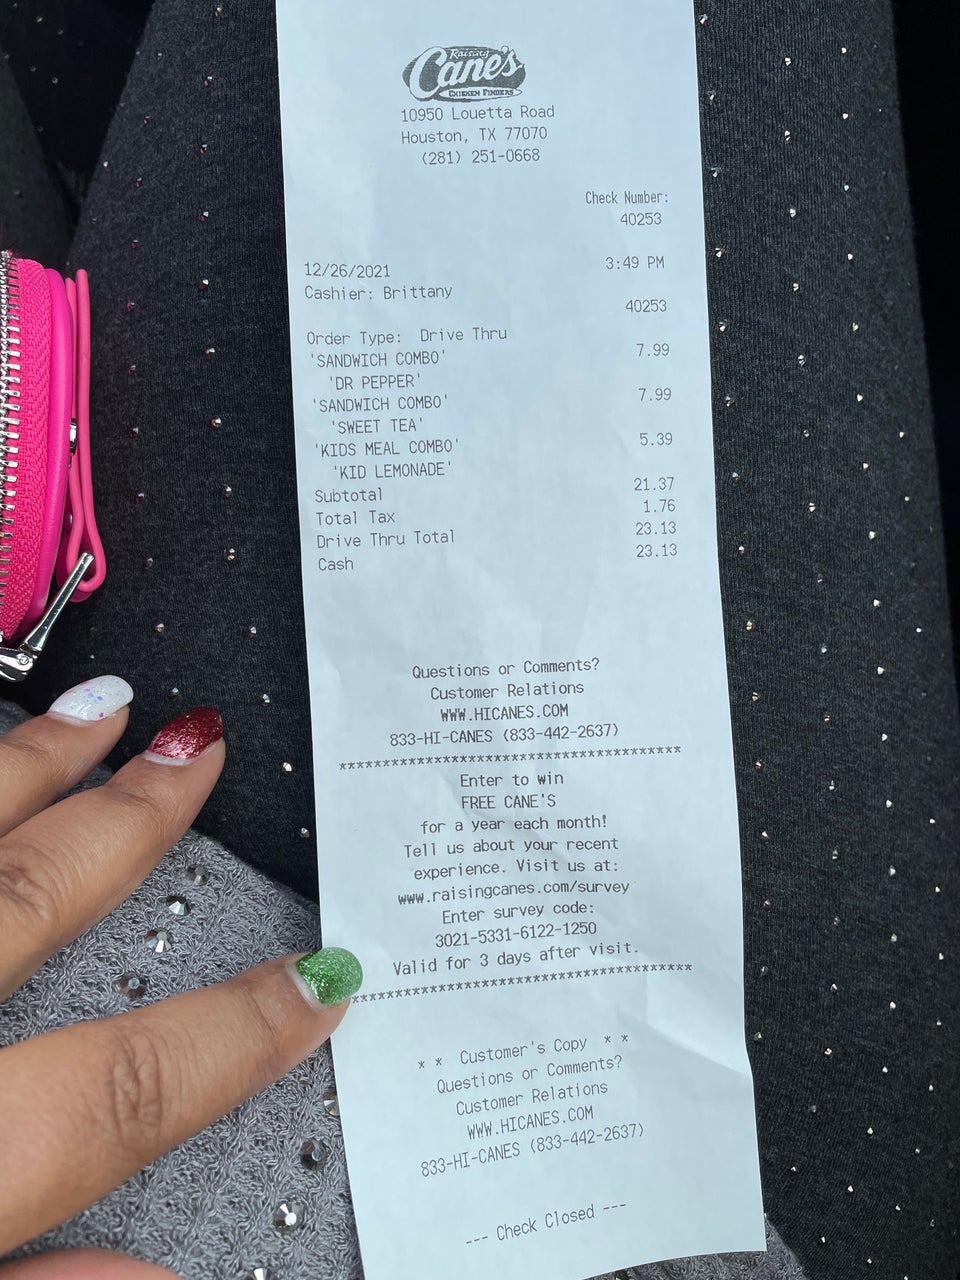 Raising
Cane's
CHICKEN FINGERS
10950 Louetta Road
Houston, TX 77070
(281) 251-0668
Check Number:
40253
12/26/2021 3:49 PM
Cashier: Brittany
40253
Order Type: Drive Thru
'SANDWICH COMBO' 7.99
'DR PEPPER'
'SANDWICH COMBO' 7.99
'SWEET TEA'
'KIDS MEAL COMBO' 5.39
'KID LEMONADE'
Subtotal 21.37
Total Tax 1.76
Drive Thru Total 23.13
Cash 23.13
Questions or Comments?
Customer Relations
WWW.HICANES.COM
833-HI-CANES (833-442-2637)
****************************************
Enter to win
FREE CANE'S
for a year each month!
Tell us about your recent
experience. Visit us at:
www.raisingcanes.com/survey
Enter survey code:
3021-5331-6122-1250
Valid for 3 days after visit.
****************************************
* * Customer's Copy * *
Questions or Comments?
Customer Relations
WWW.HICANES.COM
833-HI-CANES (833-442-2637)
--- Check Closed ---